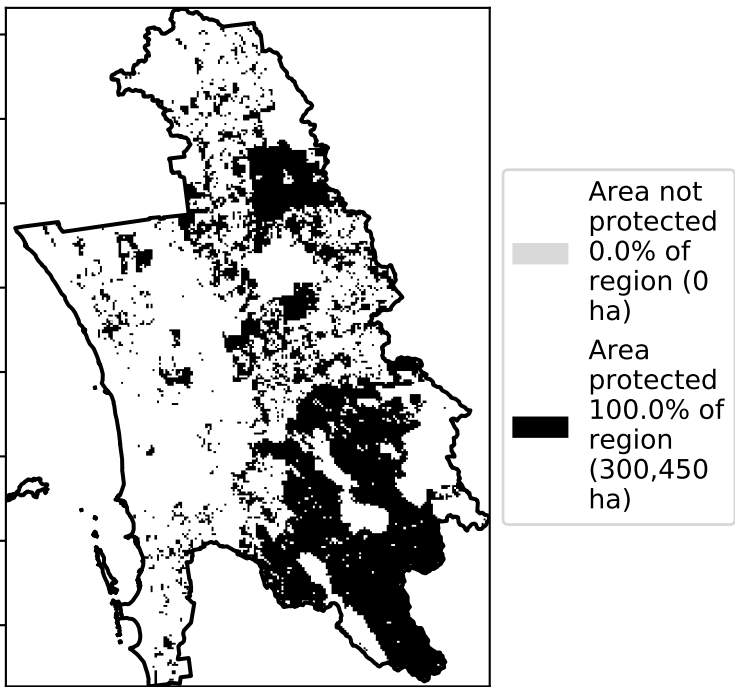 Area not
protected
0.0% of
region (0
ha)
Area
protected
100.0% of
region
(300,450
ha)